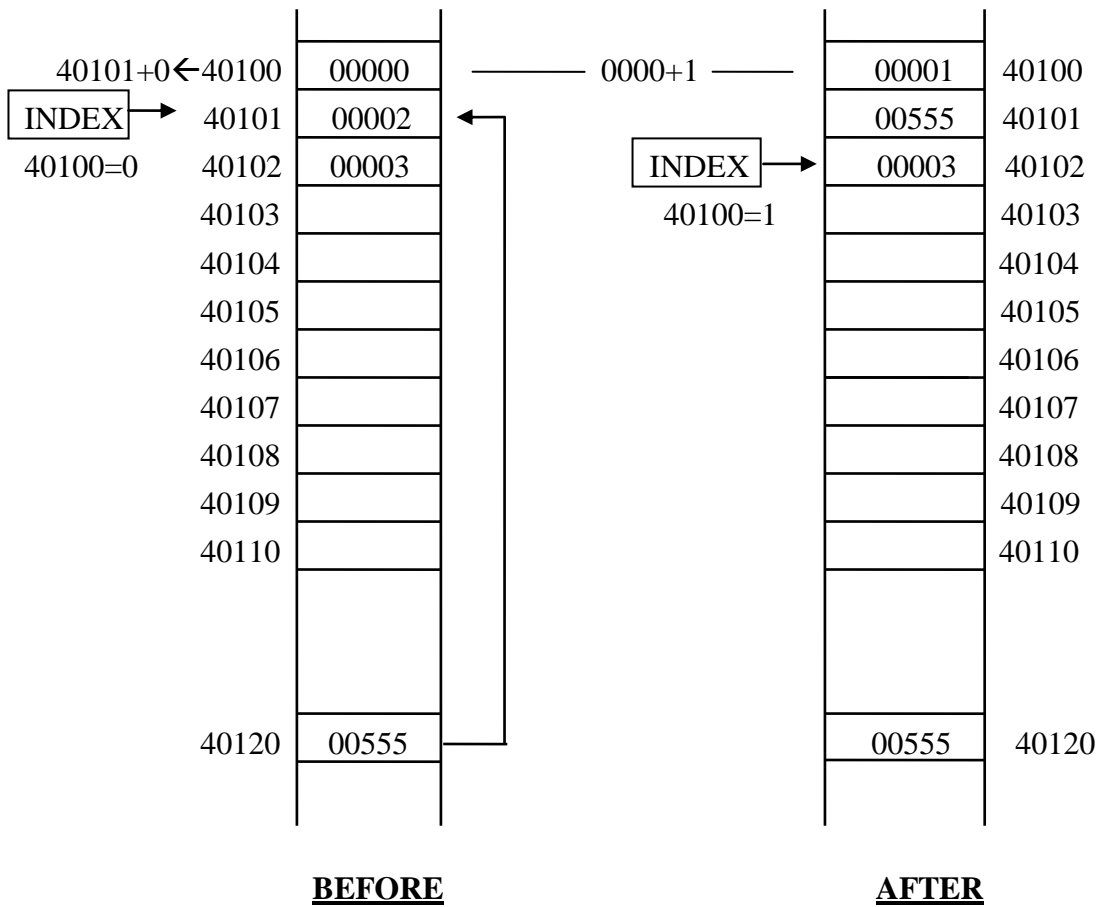 40101+0←40100 00000 0000+1 00001 40100
INDEX 40101 00002 00555 40101
40100=0 40102 00003 INDEX 00003 40102
40103 40100=1 40103
40104 40104
40105 40105
40106 40106
40107 40107
40108 40108
40109 40109
40110 40110
40120 00555 00555 40120
BEFORE AFTER